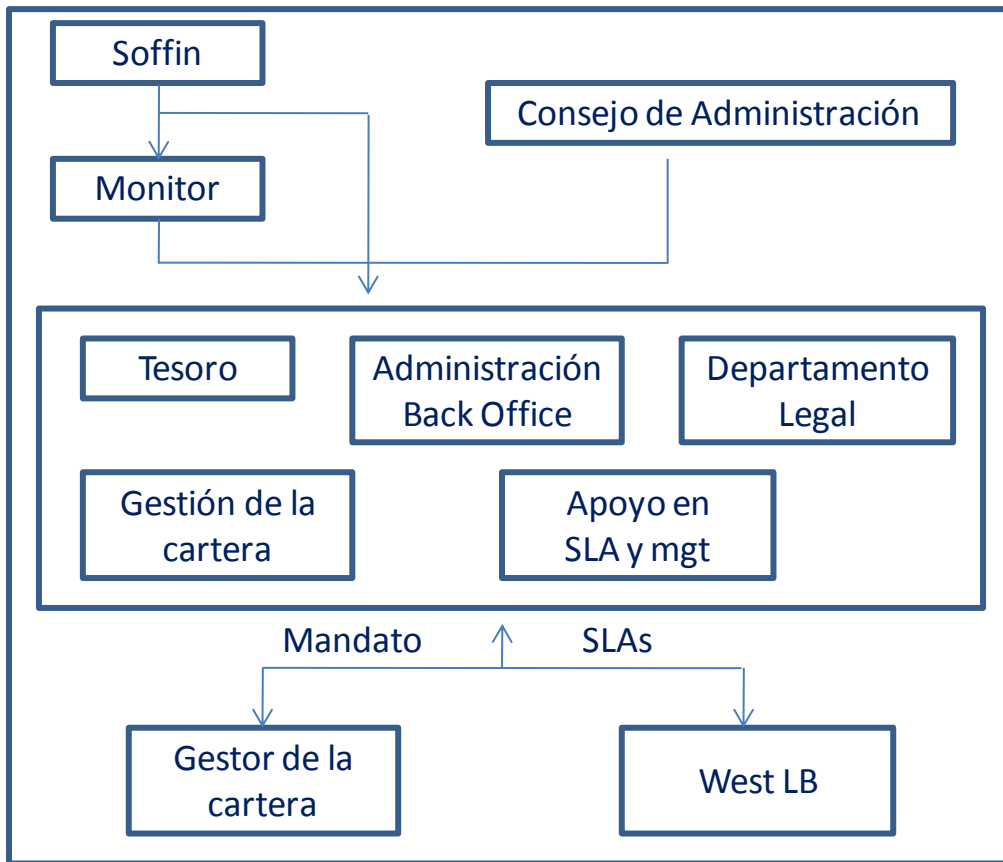 Soffin
Consejo de Administración
Monitor
Tesoro
Administración
Back Office
Departamento
Legal
Gestión de la
cartera
Apoyo en
SLA y mgt
Mandato
SLAs
Gestor de la
cartera
West LB